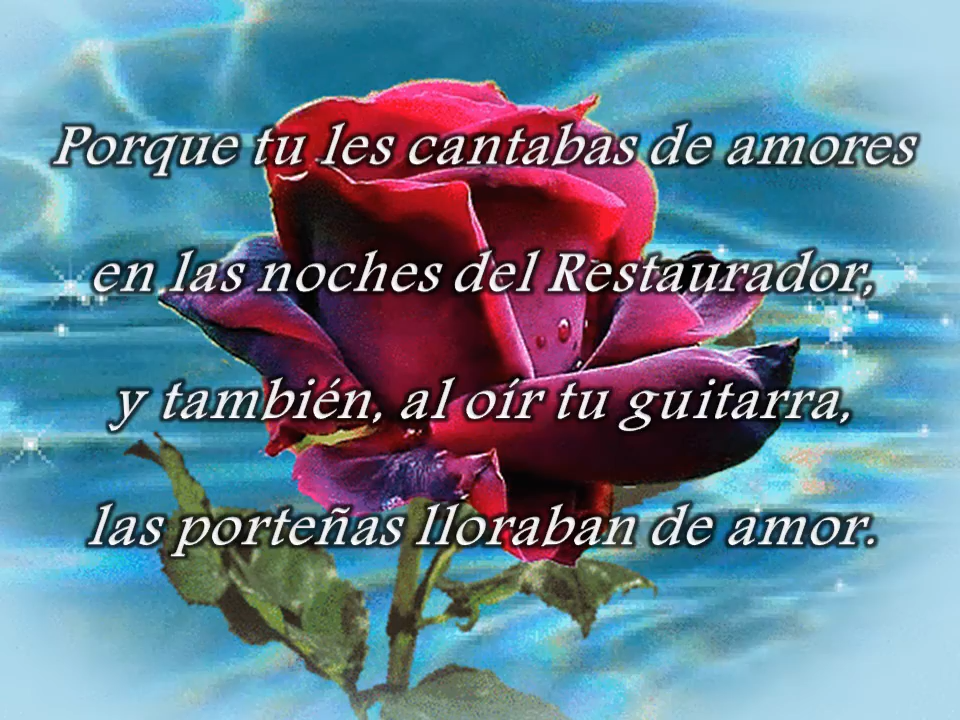 Porque tu les cantabas de amores
en las noches del Restaurador,
y también, al oír tu guitarra,
las porteñas lloraban de amor.